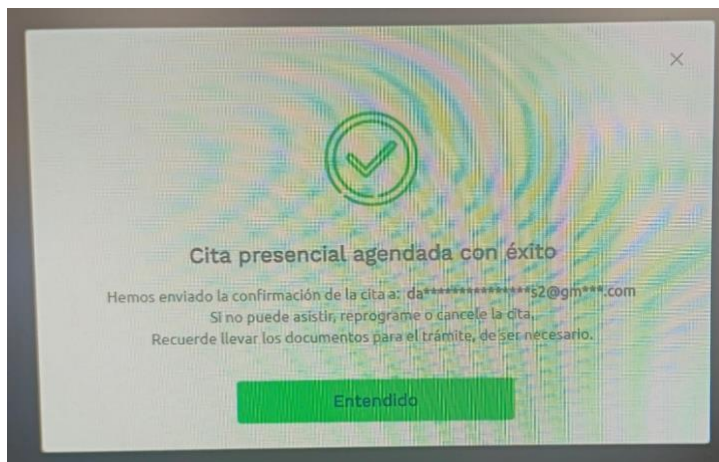 Cita presencial agendada con éxito
Hemos enviado la confirmación de la cita a: da****************s2@gm***.com
Si no puede asistir, reprograme o cancele la cita.
Recuerde llevar los documentos para el trámite, de ser necesario.
Entendido